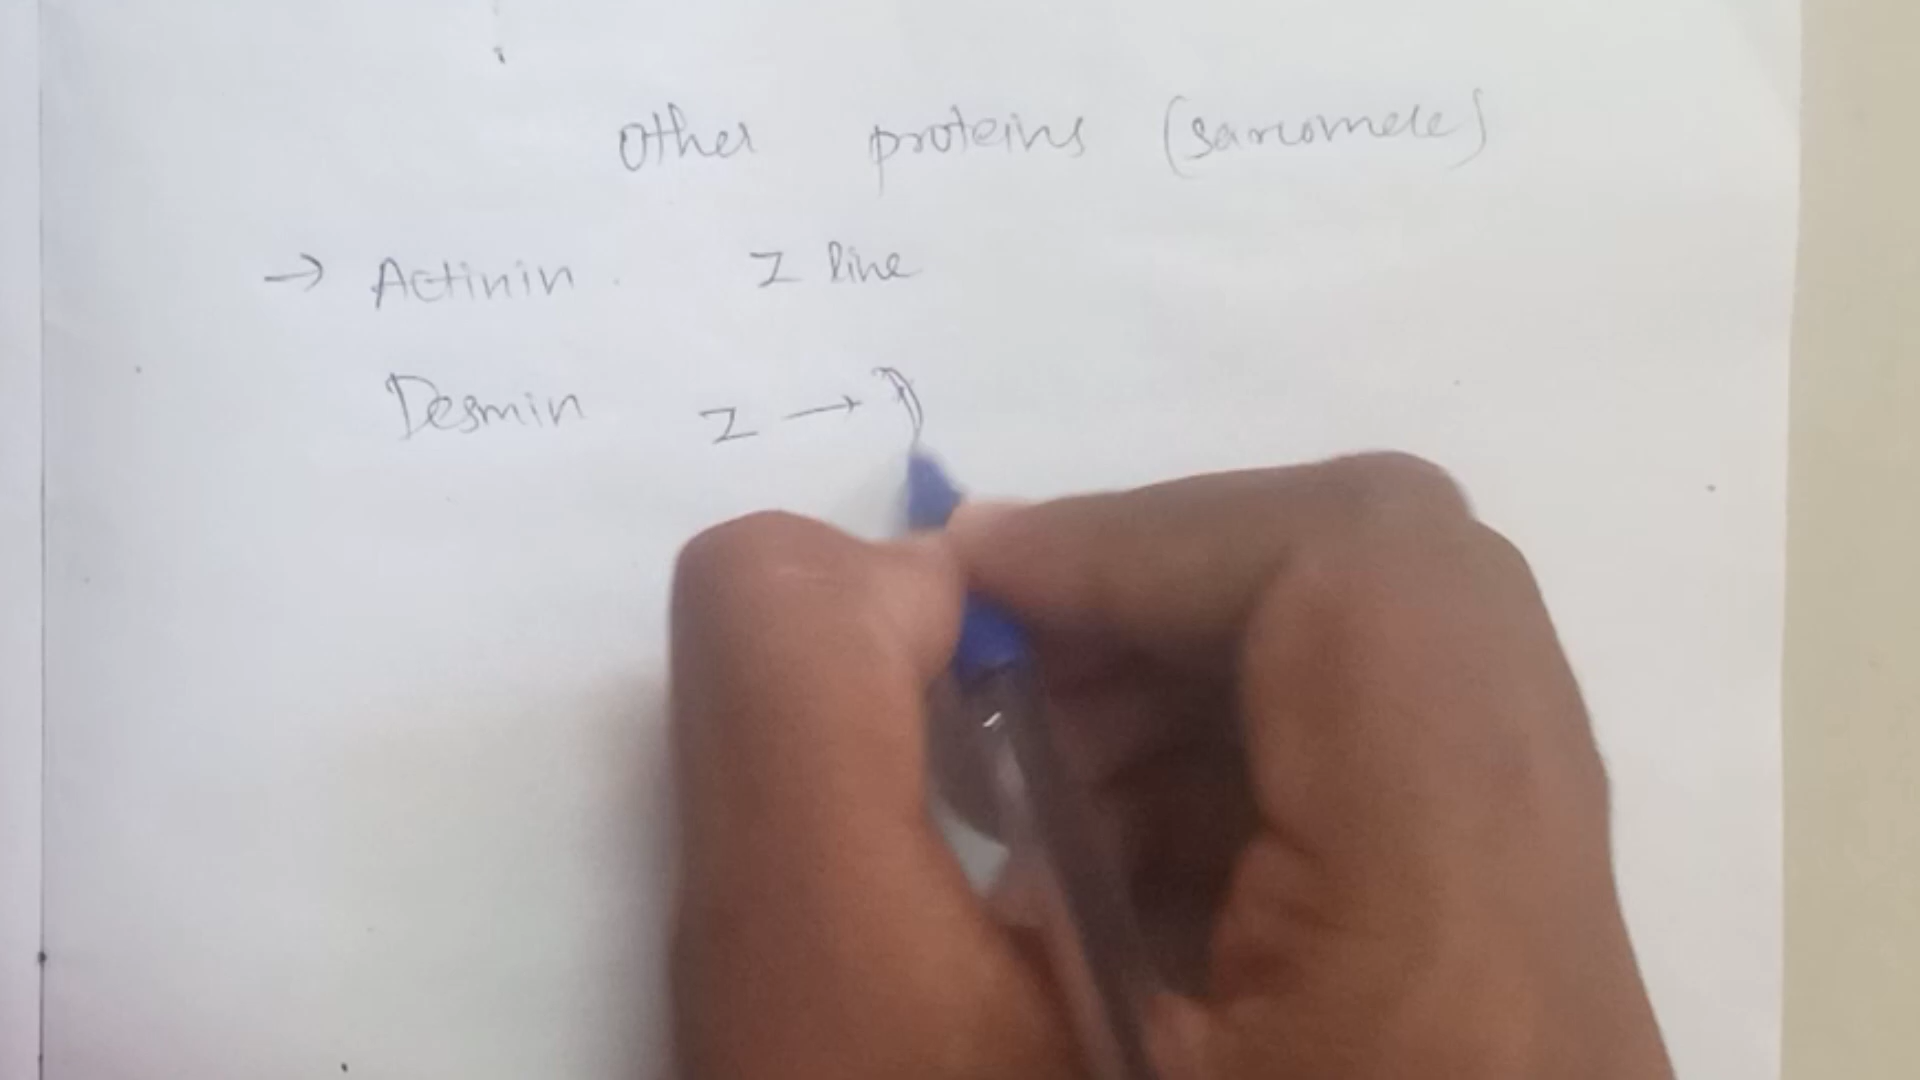 Other proteins (sarcomere)
→ Actinin . Z line
Desmin Z →